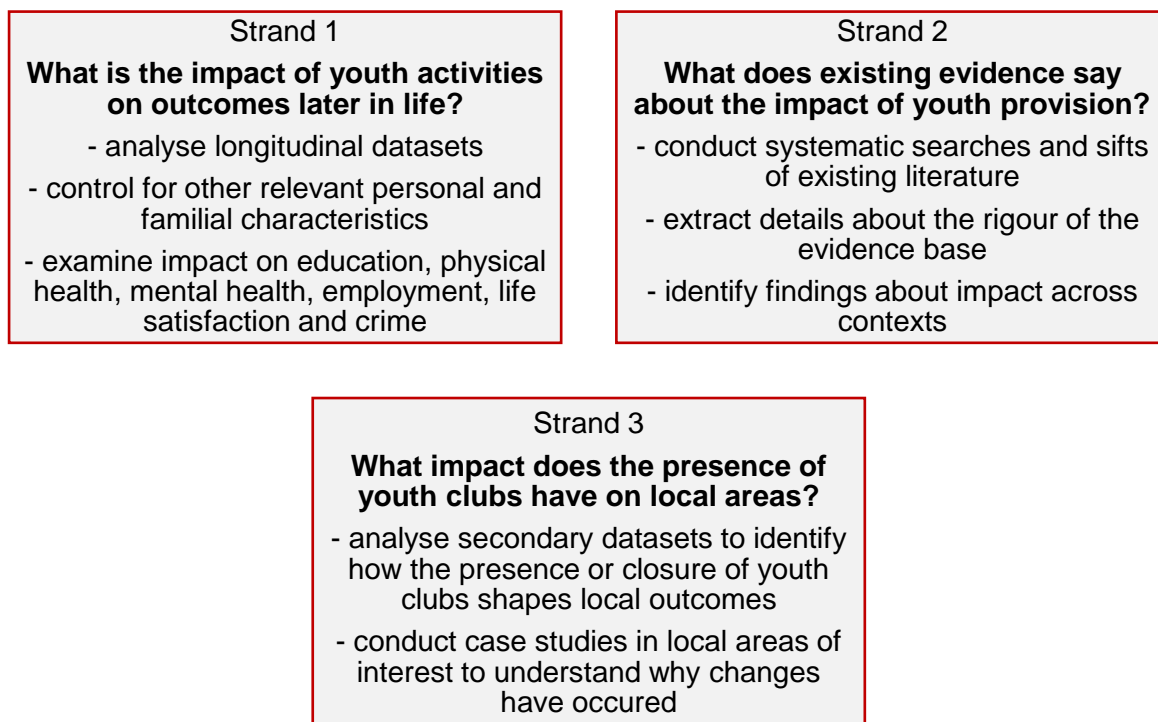 Strand 1
What is the impact of youth activities
on outcomes later in life?
- analyse longitudinal datasets
- control for other relevant personal and
familial characteristics
- examine impact on education, physical
health, mental health, employment, life
satisfaction and crime
Strand 2
What does existing evidence say
about the impact of youth provision?
- conduct systematic searches and sifts
of existing literature
- extract details about the rigour of the
evidence base
- identify findings about impact across
contexts
Strand 3
What impact does the presence of
youth clubs have on local areas?
- analyse secondary datasets to identify
how the presence or closure of youth
clubs shapes local outcomes
- conduct case studies in local areas of
interest to understand why changes
have occured